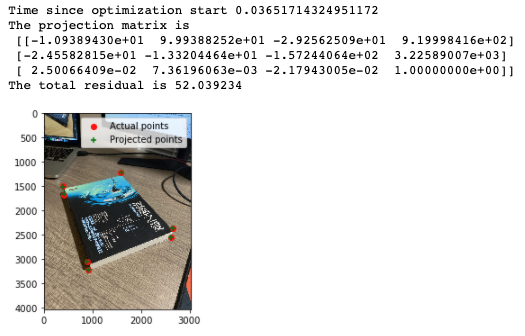 Time since optimization start 0.03651714324951172
The projection matrix is
[[-1.09389430e+01 9.99388252e+01 -2.92562509e+01 9.19998416e+02]
[-2.45582815e+01 -1.33204464e+01 -1.57244064e+02 3.22589007e+03]
[ 2.50066409e-02 7.36196063e-03 -2.17943005e-02 1.00000000e+00]]
The total residual is 52.039234
0
500
1000
1500
2000
2500
3000
3500
4000
Actual points
Projected points
0 1000 2000 3000